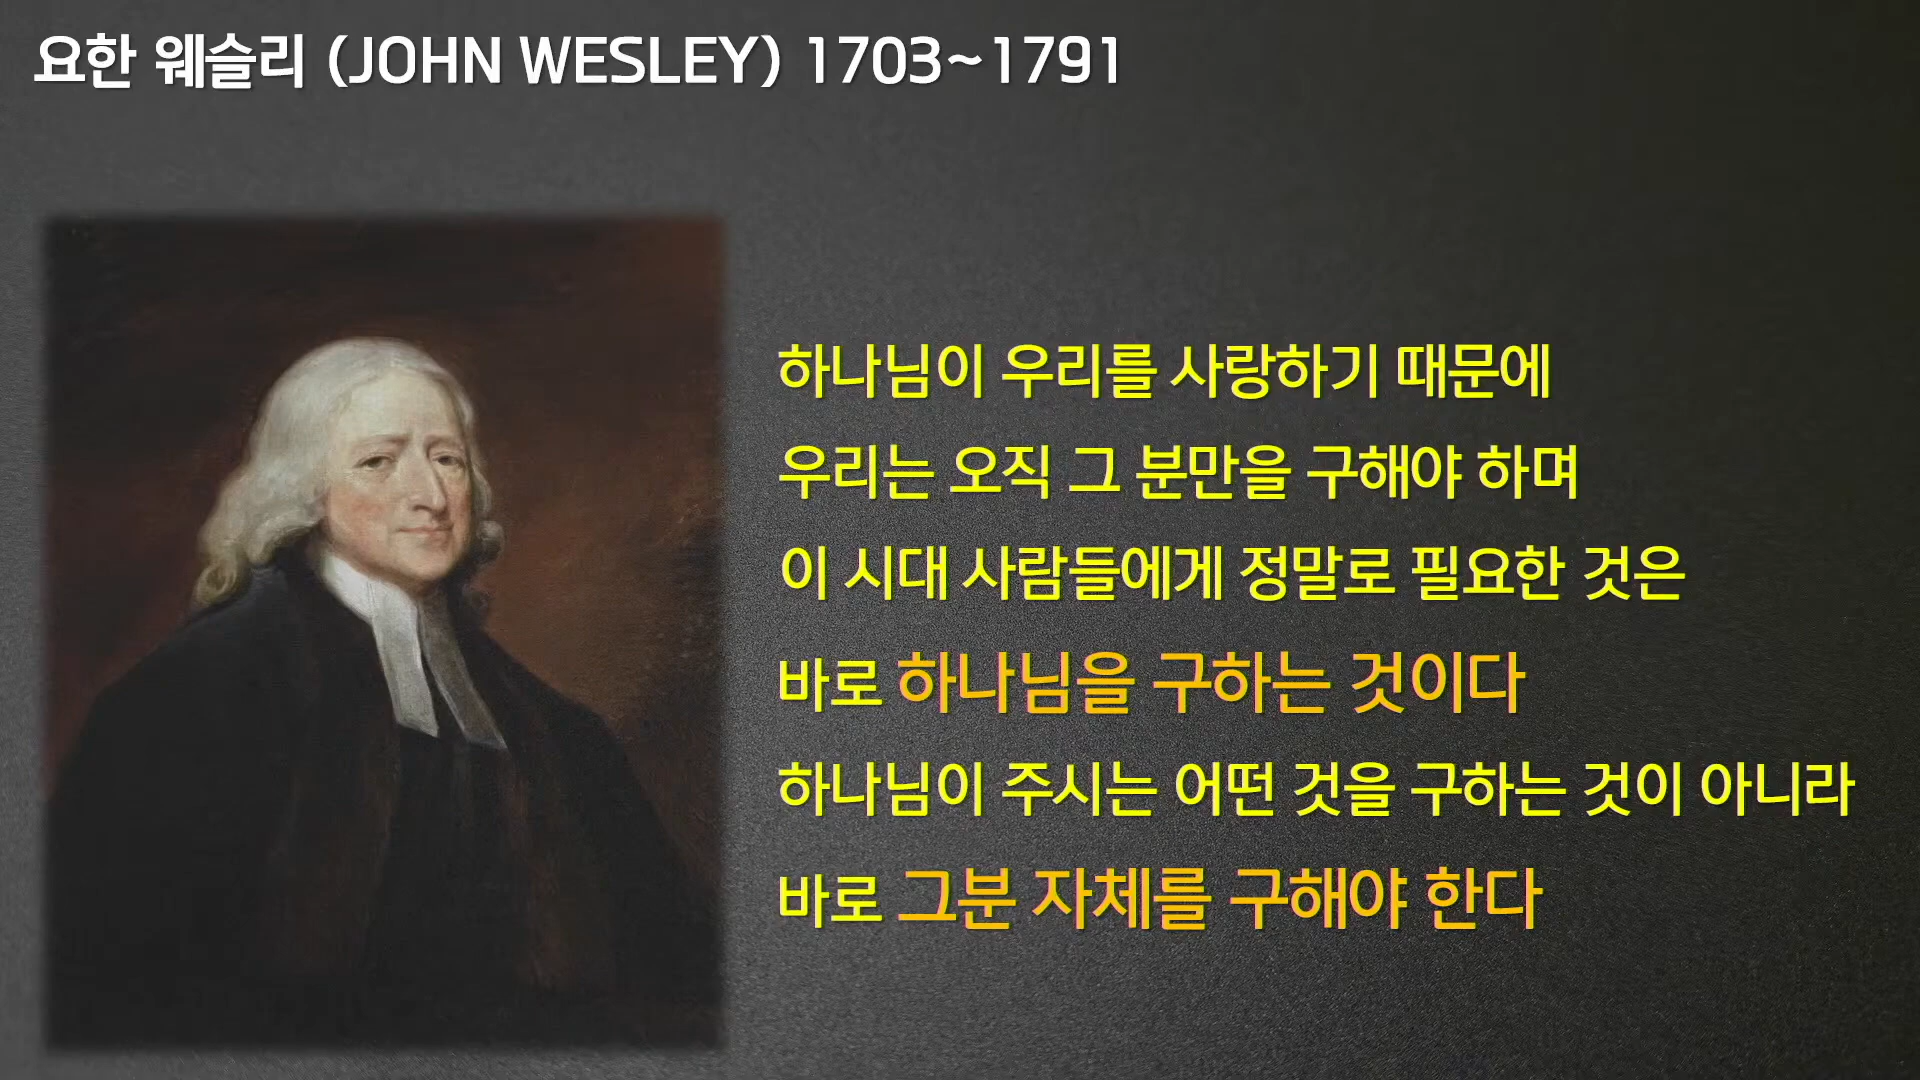 요한 웨슬리 (JOHN WESLEY) 1703~1791
하나님이 우리를 사랑하기 때문에
우리는 오직 그 분만을 구해야 하며
이 시대 사람들에게 정말로 필요한 것은
바로 하나님을 구하는 것이다
하나님이 주시는 어떤 것을 구하는 것이 아니라
바로 그분 자체를 구해야 한다